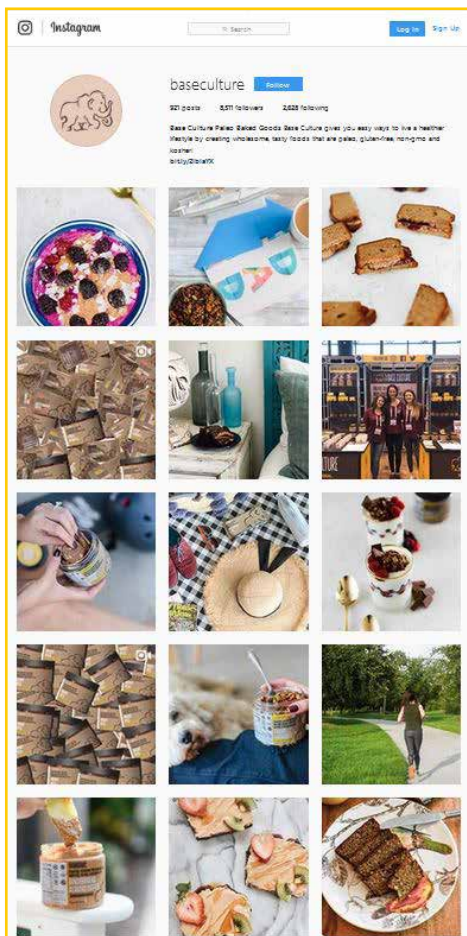 Instagram
Search
Log In
Sign Up
baseculture
Follow
921 posts 8,511 followers 2,628 following
Base Culture Paleo Baked Goods Base Culture gives you easy ways to live a healthier
lifestyle by creating wholesome, tasty foods that are paleo, gluten-free, non-gmo and
kosher!
DAD